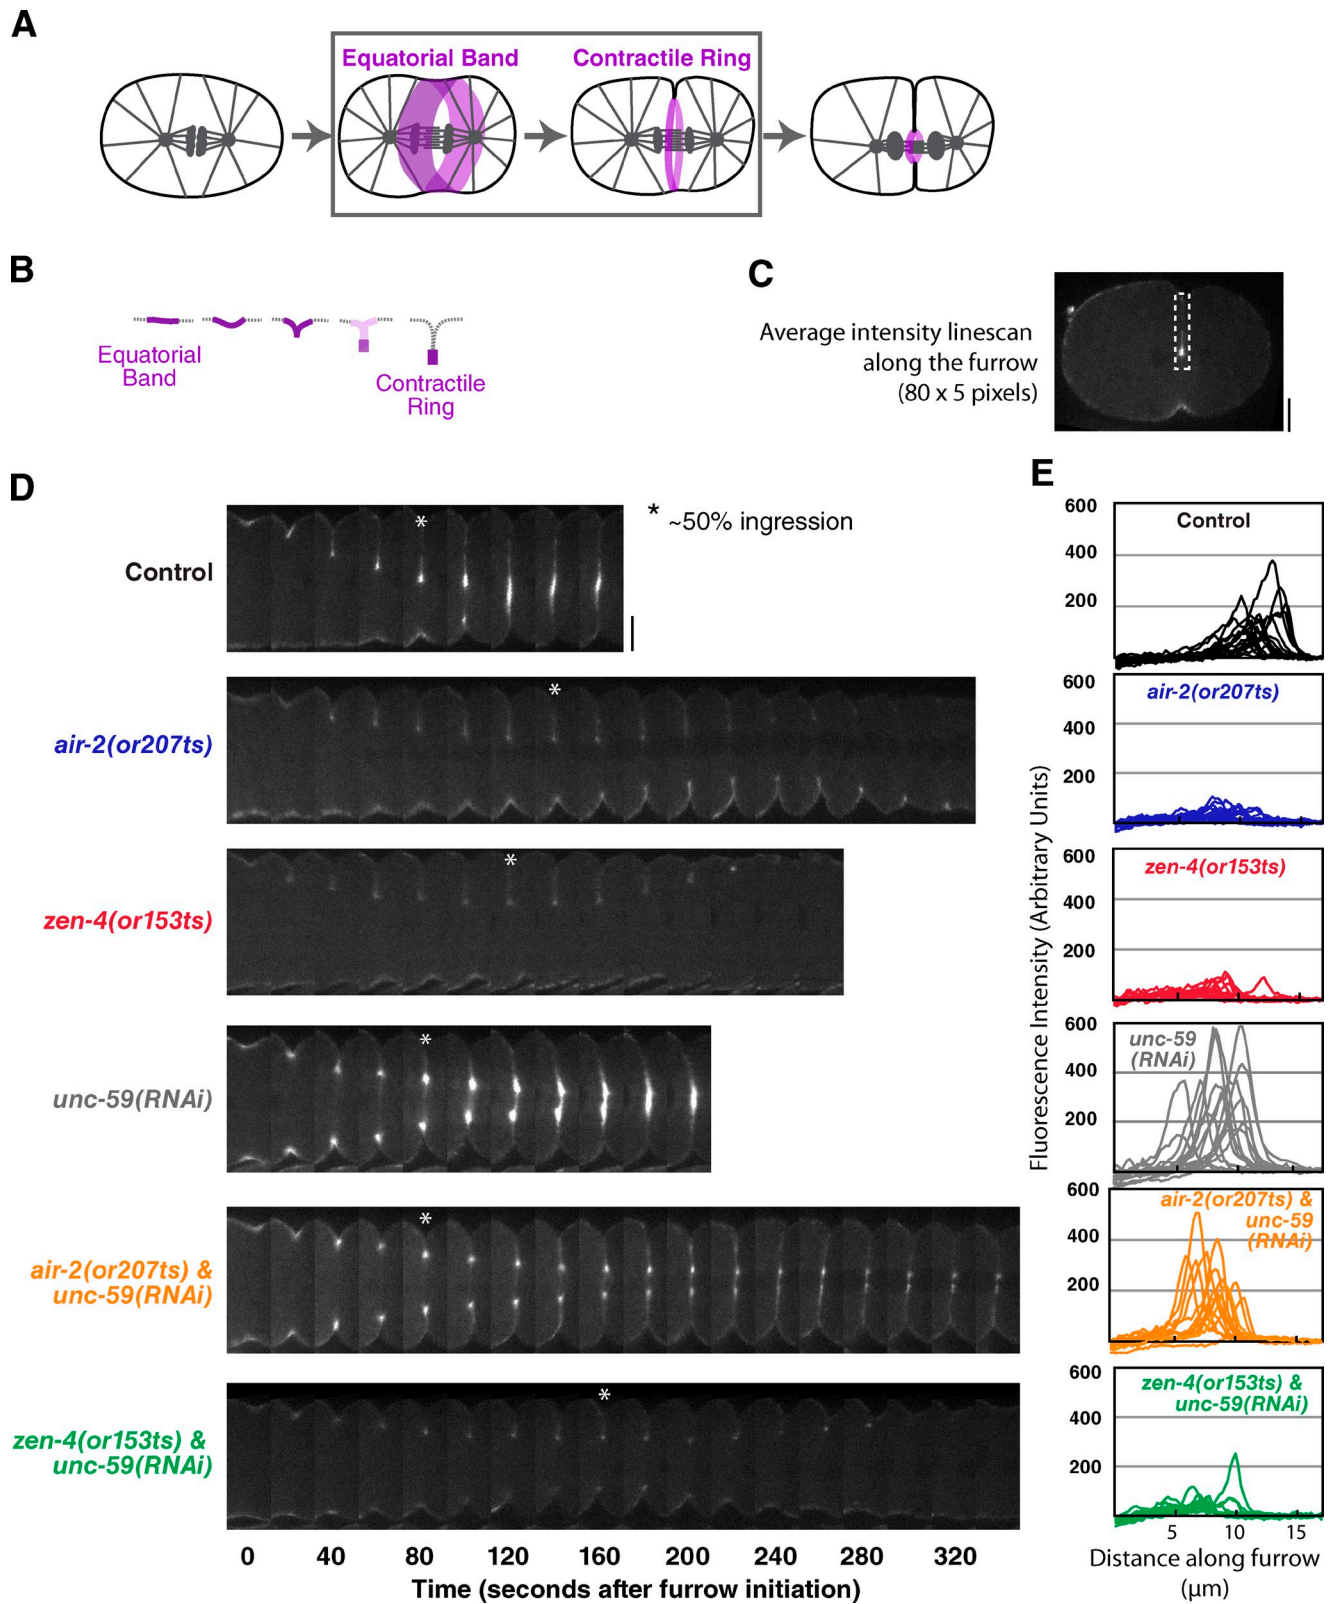 A
Equatorial Band
Contractile Ring
B
Equatorial
Band
Contractile
Ring
C
Average intensity linescan
along the furrow
(80 x 5 pixels)
D
* ~50% ingression
Control
*
air-2(or207ts)
*
zen-4(or153ts)
*
unc-59(RNAi)
*
air-2(or207ts) &
unc-59(RNAi)
*
zen-4(or153ts) &
unc-59(RNAi)
*
0 40 80 120 160 200 240 280 320
Time (seconds after furrow initiation)
E
Fluorescence Intensity (Arbitrary Units)
600
400
200
Control
600
400
200
air-2(or207ts)
600
400
200
zen-4(or153ts)
600
400
200
unc-59
(RNAi)
600
400
200
air-2(or207ts) &
unc-59
(RNAi)
600
400
200
zen-4(or153ts) &
unc-59(RNAi)
5 10 15
Distance along furrow
(µm)